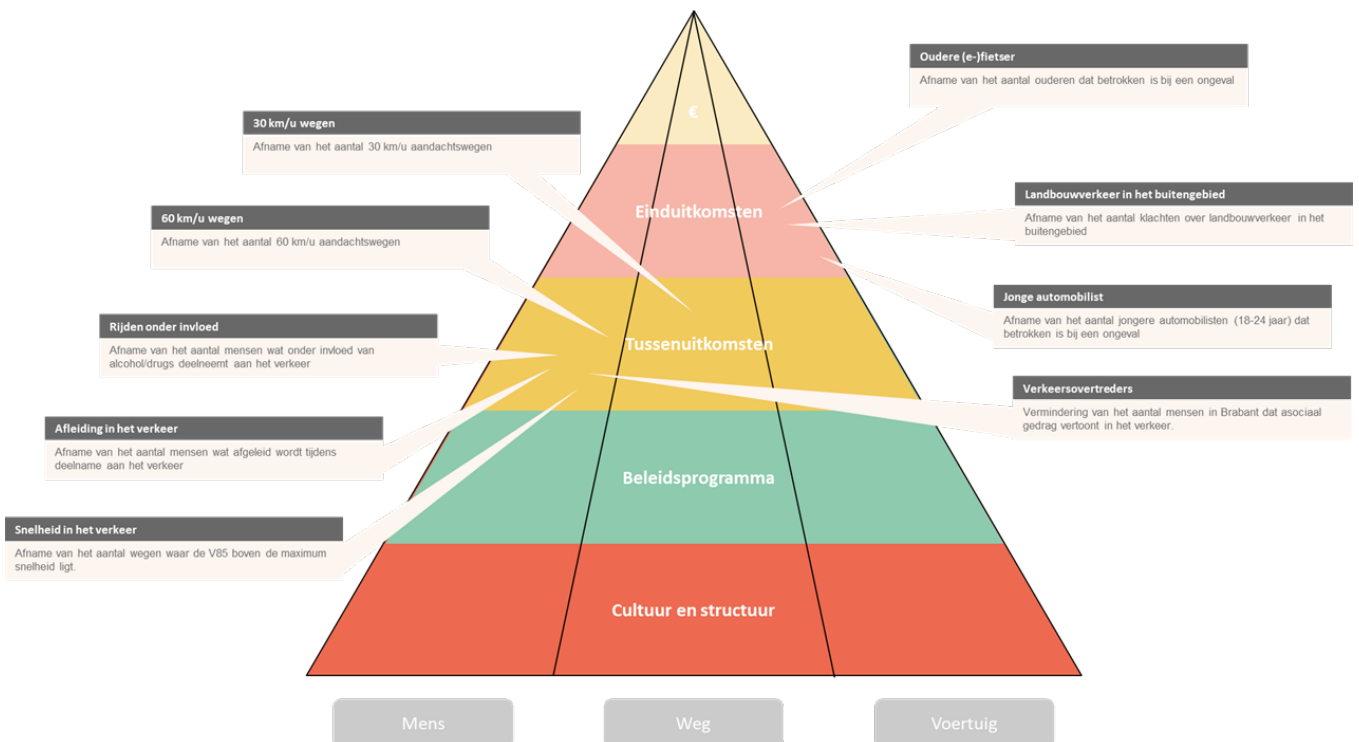 Oudere (e-)fietser
Afname van het aantal ouderen dat betrokken is bij een ongeval
30 km/u wegen
Afname van het aantal 30 km/u aandachtswegen
€
Landbouwverkeer in het buitengebied
Afname van het aantal klachten over landbouwverkeer in het
buitengebied
60 km/u wegen
Afname van het aantal 60 km/u aandachtswegen
Einduitkomsten
Jonge automobilist
Afname van het aantal jongere automobilisten (18-24 jaar) dat
betrokken is bij een ongeval
Rijden onder invloed
Afname van het aantal mensen wat onder invloed van
alcohol/drugs deelneemt aan het verkeer
Tussenuitkomsten
Verkeersovertreders
Vermindering van het aantal mensen in Brabant dat asociaal
gedrag vertoont in het verkeer.
Afleiding in het verkeer
Afname van het aantal mensen wat afgeleid wordt tijdens
deelname aan het verkeer
Beleidsprogramma
Snelheid in het verkeer
Afname van het aantal wegen waar de V85 boven de maximum
snelheid ligt.
Cultuur en structuur
Mens
Weg
Voertuig